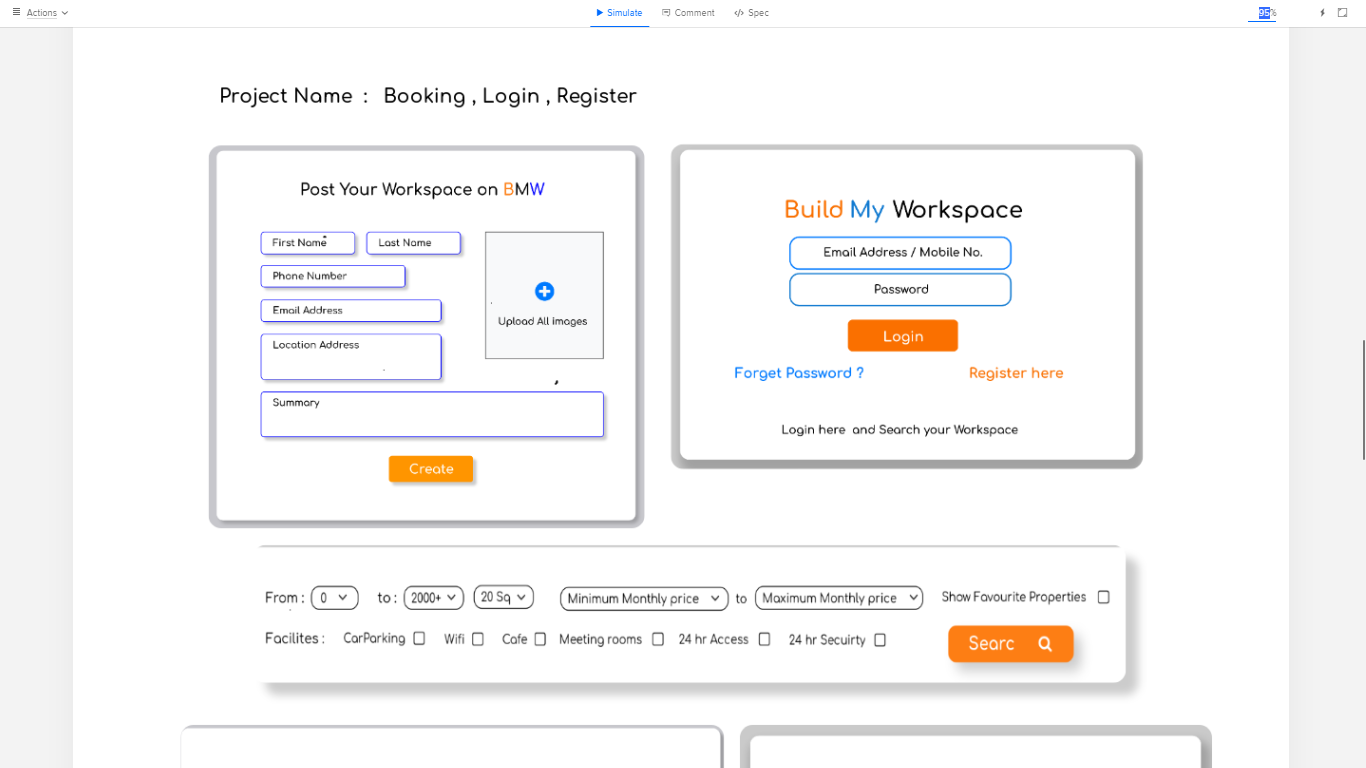 Actions
Simulate
Comment
</> Spec
95%
Project Name : Booking , Login , Register
Post Your Workspace on BMW
First Name
Last Name
Phone Number
Email Address
Location Address
Upload All images
Summary
Create
Build My Workspace
Email Address / Mobile No.
Password
Login
Forget Password ?
Register here
Login here and Search your Workspace
From : 0 to : 2000+ 20 Sq Minimum Monthly price to Maximum Monthly price Show Favourite Properties
Facilites : CarParking Wifi Cafe Meeting rooms 24 hr Access 24 hr Secuirty
Searc